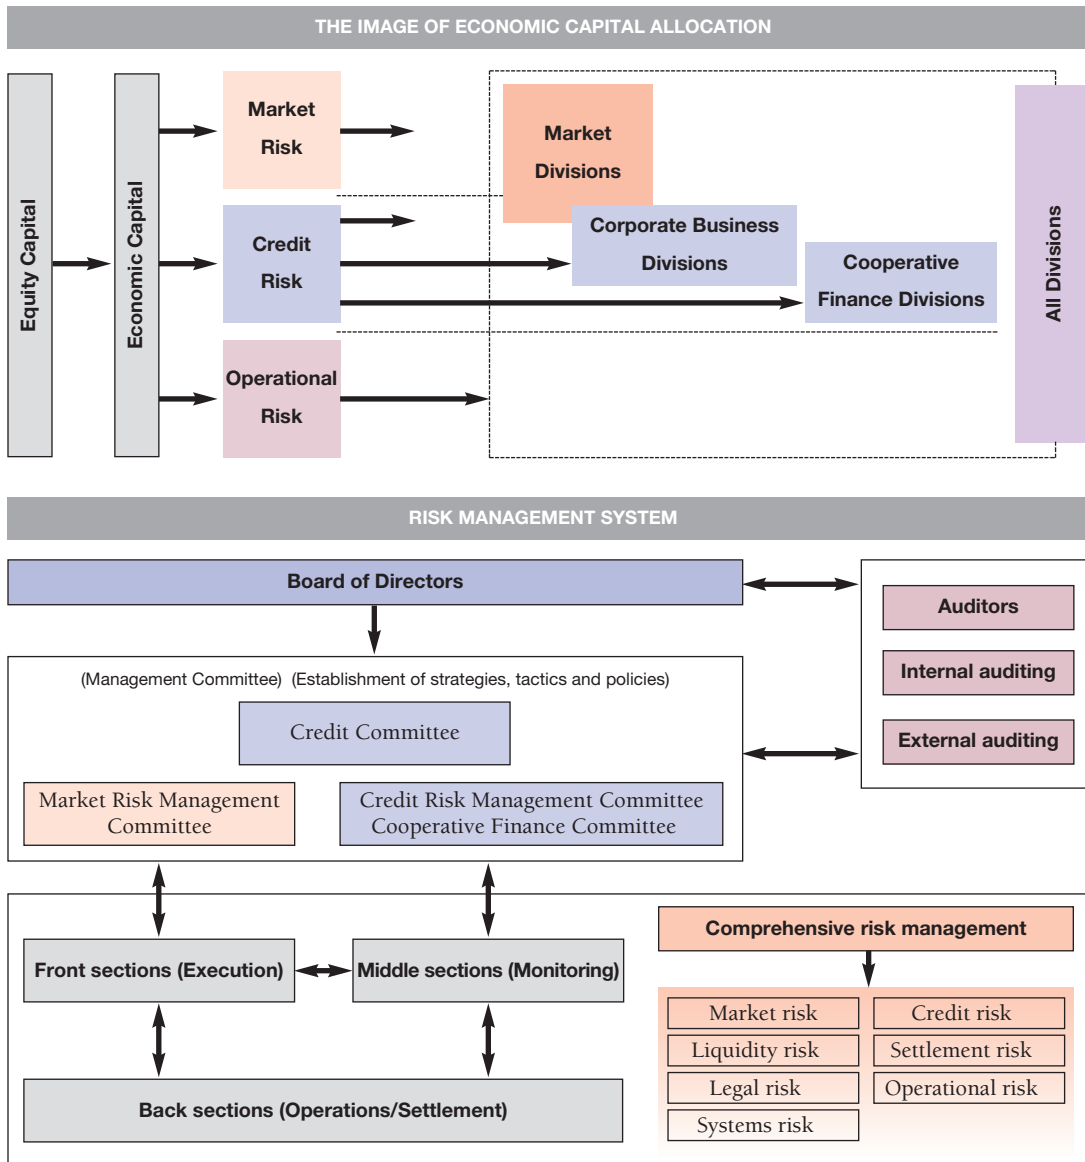 THE IMAGE OF ECONOMIC CAPITAL ALLOCATION
Equity Capital
Economic Capital
Market
Risk
Credit
Risk
Operational
Risk
Market
Divisions
Corporate Business
Divisions
Cooperative
Finance Divisions
All Divisions
RISK MANAGEMENT SYSTEM
Board of Directors
(Management Committee) (Establishment of strategies, tactics and policies)
Credit Committee
Market Risk Management
Committee
Credit Risk Management Committee
Cooperative Finance Committee
Auditors
Internal auditing
External auditing
Front sections (Execution)
Middle sections (Monitoring)
Back sections (Operations/Settlement)
Comprehensive risk management
Market risk
Credit risk
Liquidity risk
Settlement risk
Legal risk
Operational risk
Systems risk